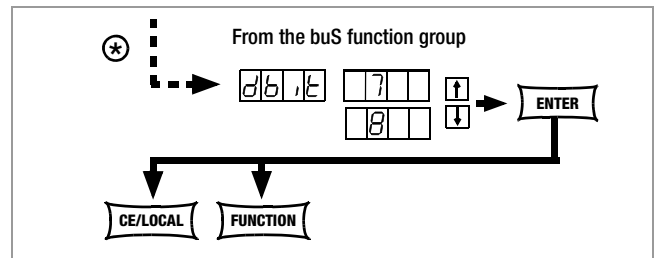 From the buS function group
dbit 7
8
ENTER
CE/LOCAL FUNCTION